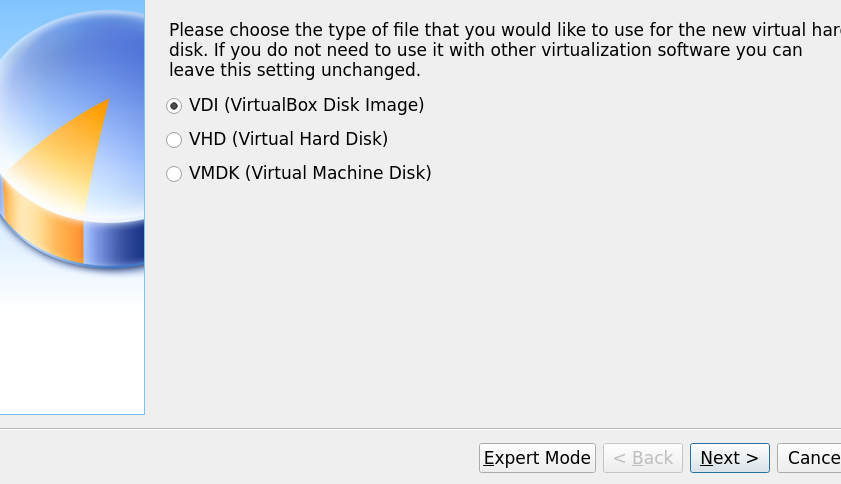 Please choose the type of file that you would like to use for the new virtual har
disk. If you do not need to use it with other virtualization software you can
leave this setting unchanged.
VDI (VirtualBox Disk Image)
VHD (Virtual Hard Disk)
VMDK (Virtual Machine Disk)
Expert Mode
< Back
Next >
Cance